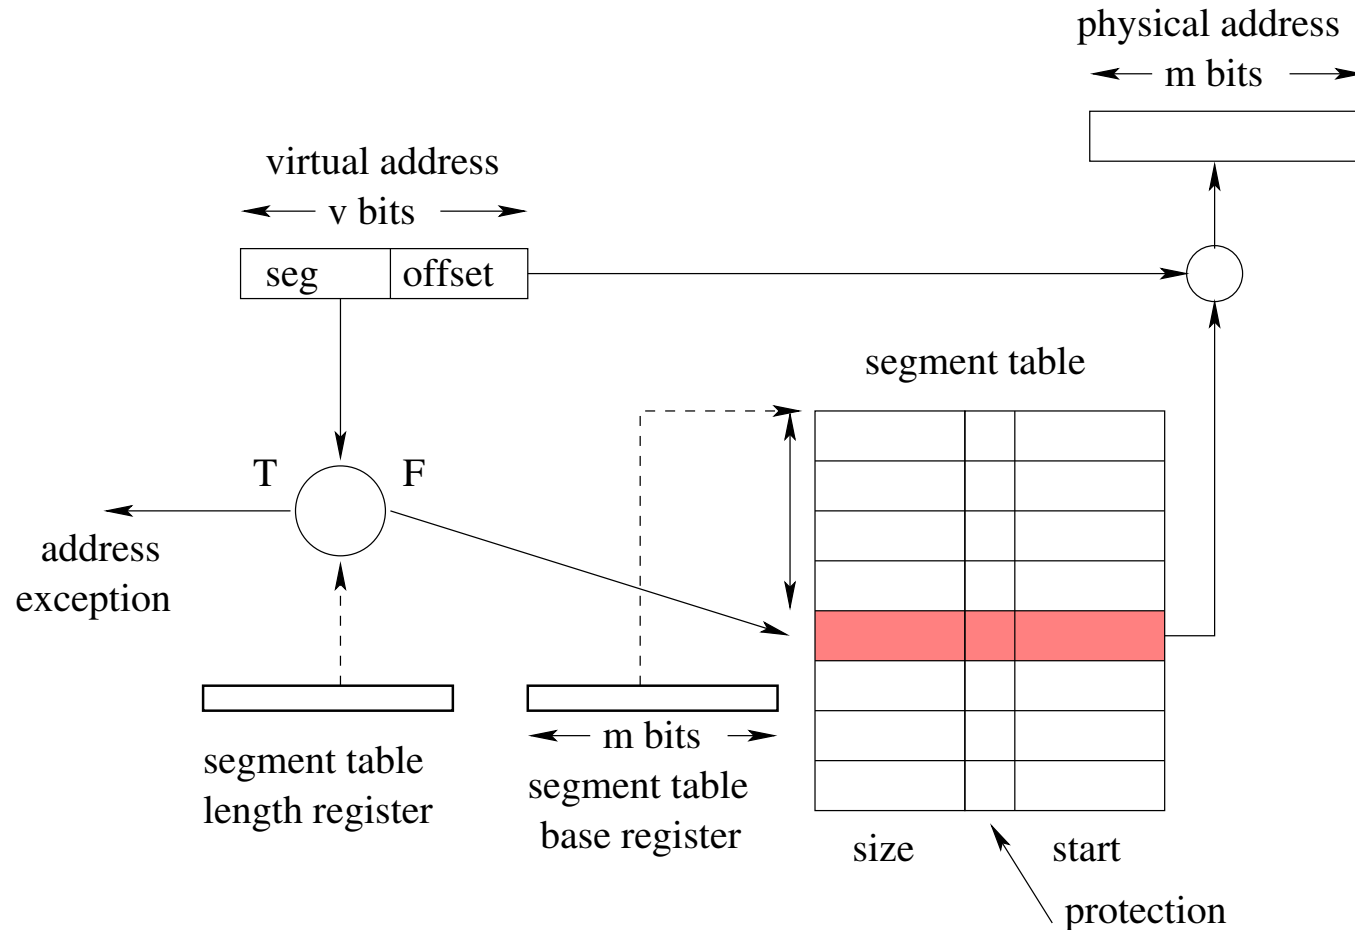 physical address
m bits
virtual address
v bits
seg
offset
segment table
T
F
address
exception
m bits
segment table
length register
segment table
base register
size
start
protection